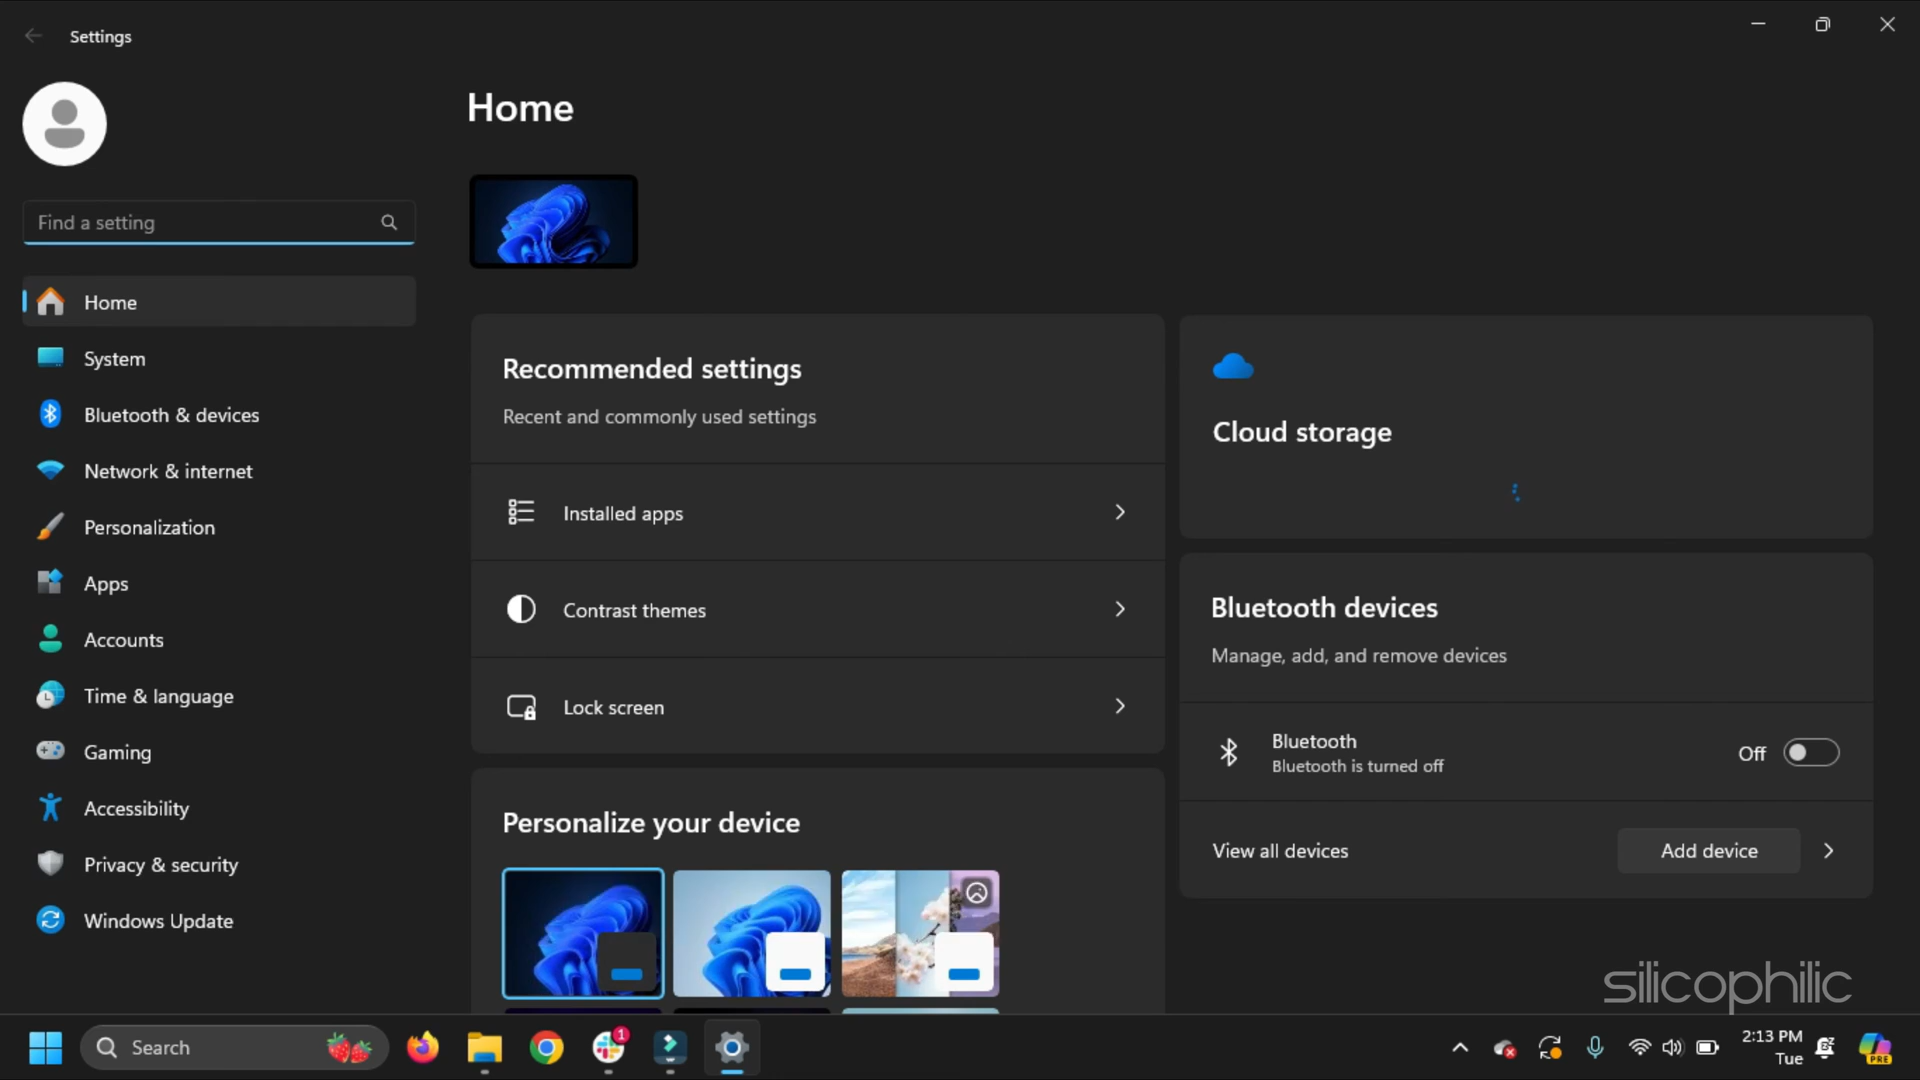 Settings
Home
Find a setting
Home
System
Bluetooth & devices
Network & internet
Personalization
Apps
Accounts
Time & language
Gaming
Accessibility
Privacy & security
Windows Update
Recommended settings
Recent and commonly used settings
Installed apps
Contrast themes
Lock screen
Personalize your device
Cloud storage
Bluetooth devices
Manage, add, and remove devices
Bluetooth
Bluetooth is turned off
Off
View all devices
Add device
silicophilic
Search
1
2:13 PM
Tue
PRE